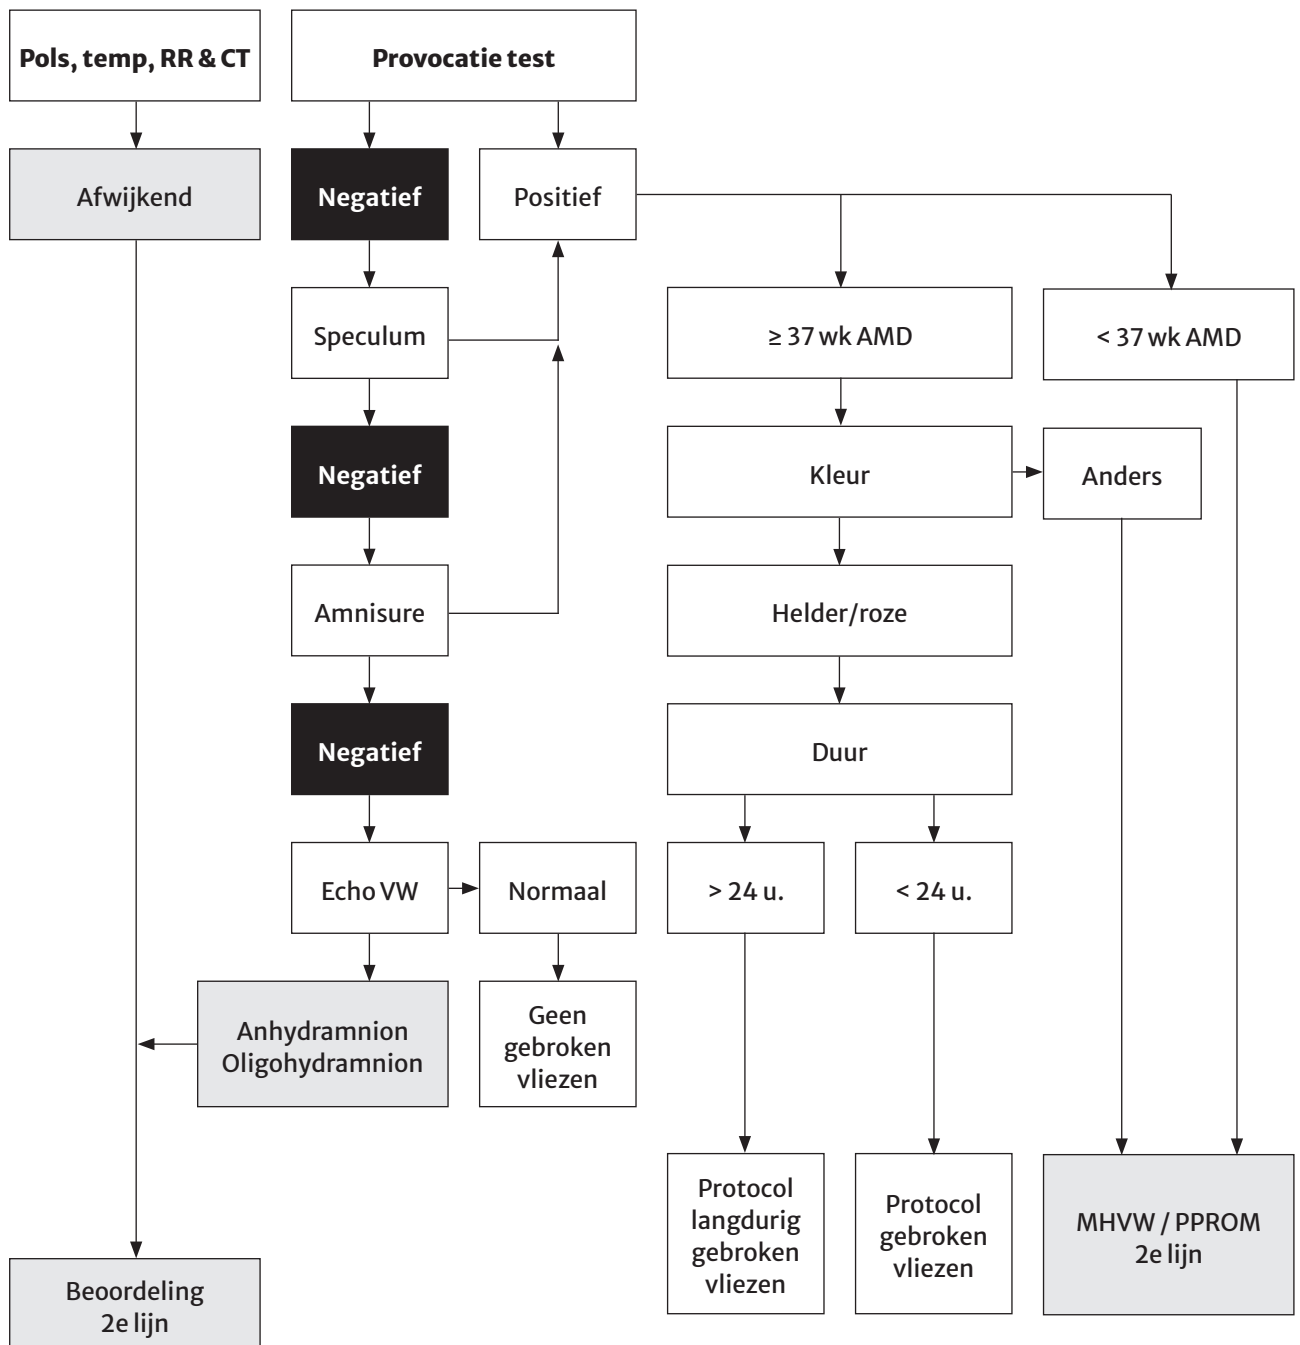 Pols, temp, RR & CT
Provocatie test
Afwijkend
Negatief
Positief
Speculum
≥ 37 wk AMD
< 37 wk AMD
Negatief
Kleur
Anders
Amnisure
Helder/roze
Negatief
Duur
Echo VW
Normaal
> 24 u.
< 24 u.
Anhydramnion
Oligohydramnion
Geen
gebroken
vliezen
Protocol
langdurig
gebroken
vliezen
Protocol
gebroken
vliezen
MHVW / PPROM
2e lijn
Beoordeling
2e lijn